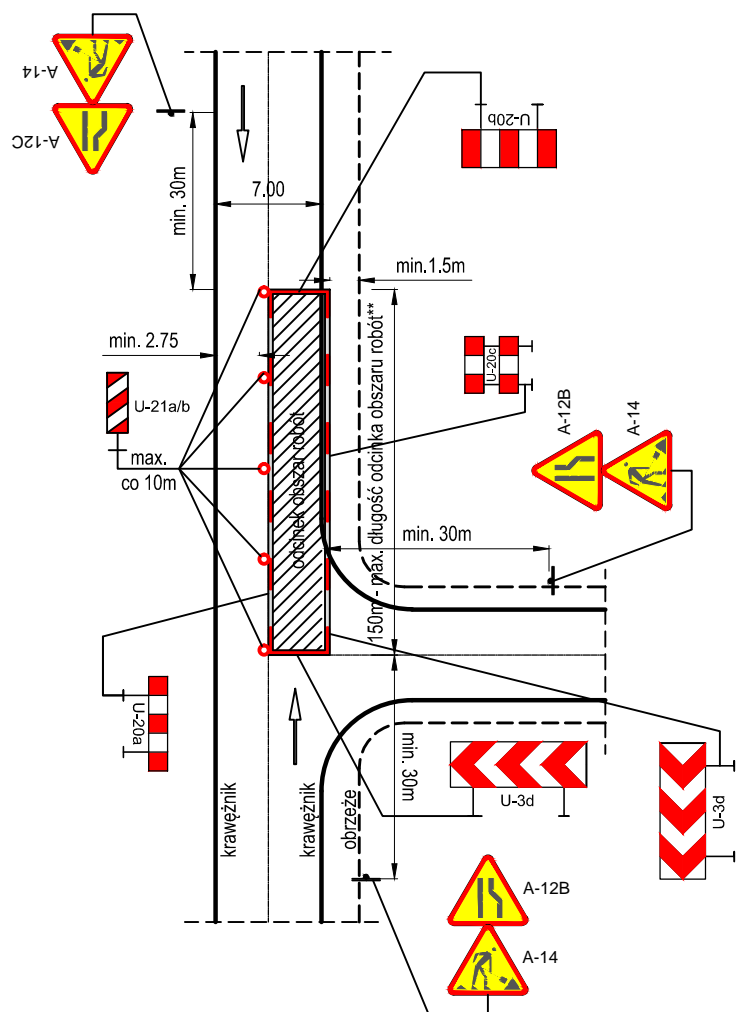 A-14
A-12C
min. 30m
7.00
U-20b
min.1.5m
min. 2.75
U-21a/b
max.
co 10m
odcinek obszar robót
150m - max. długość odcinka obszaru robót**
U-20c
A-12B
A-14
min. 30m
U-20a
min. 30m
krawężnik
krawężnik
obrzeże
U-3d
U-3d
A-12B
A-14